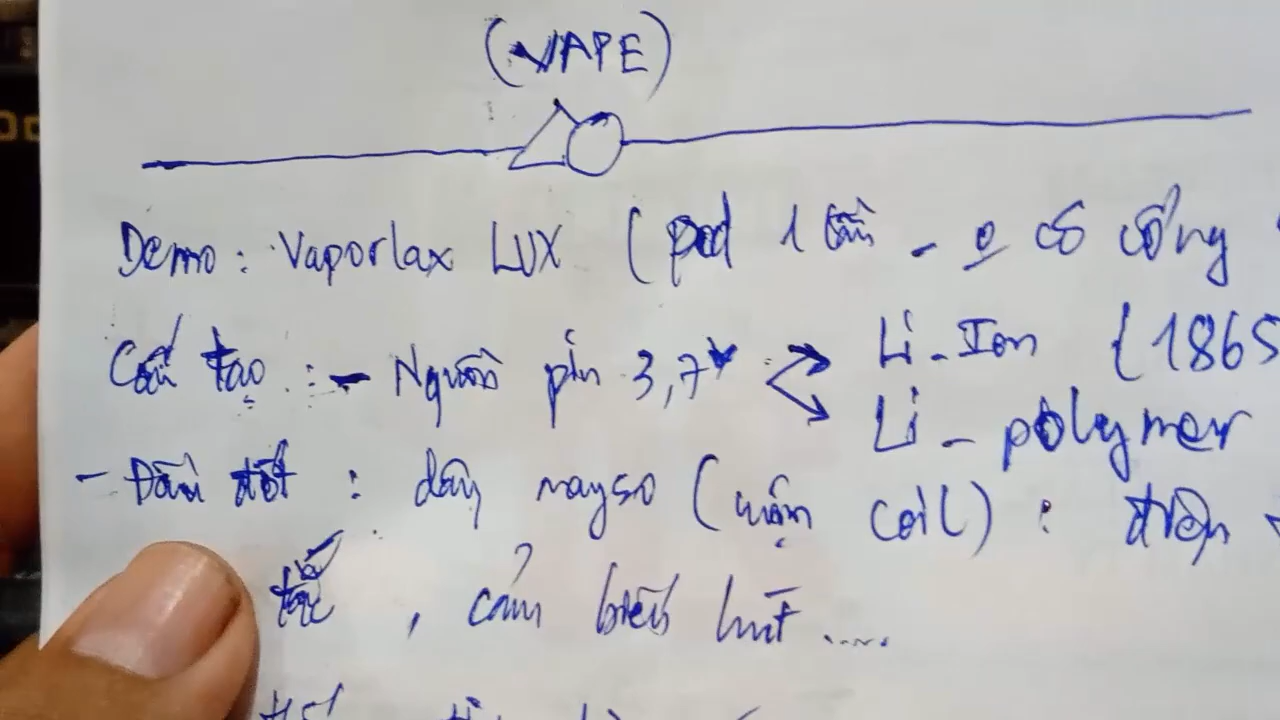 (VAPE)
Demo: Vaporlax LUX (pod 1 lần - o có cổng
Cấu tạo: - Nguồn pin 3,7V Li-Ion (1865
Li-polymer
- Đầu đốt: dây mayso (cuộn coil): điện
tắc, cảm biến hút.....